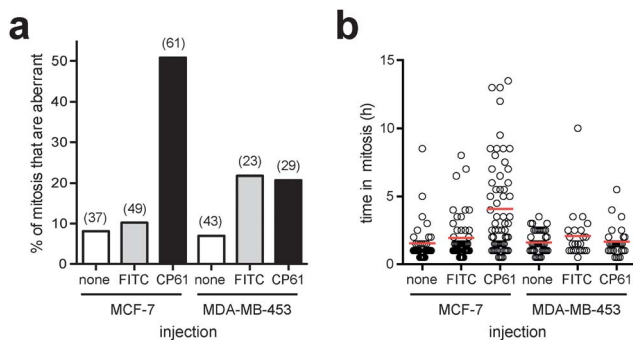 a
% of mitosis that are aberrant
50
40
30
20
10
0
(37)
(49)
(61)
(43)
(23)
(29)
none FITC CP61 none FITC CP61
MCF-7 MDA-MB-453
injection
b
time in mitosis (h)
15
10
5
0
none FITC CP61 none FITC CP61
MCF-7 MDA-MB-453
injection